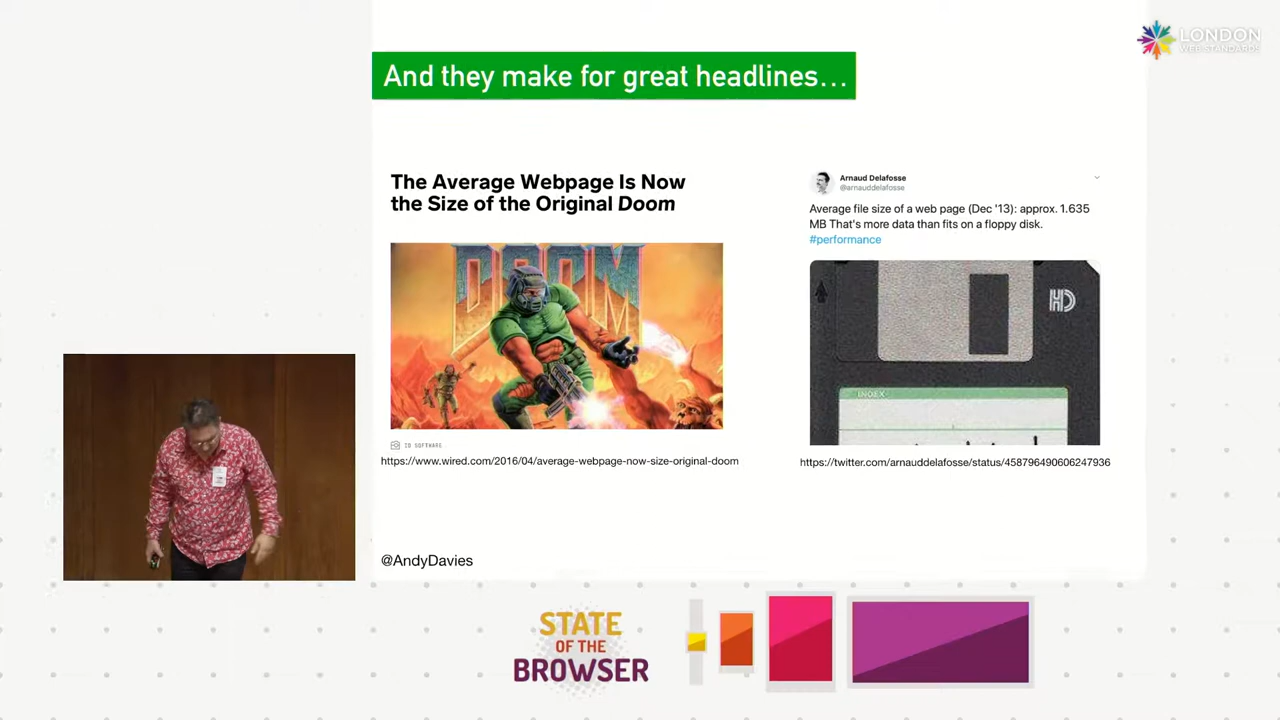 LONDON
WEB STANDARDS
And they make for great headlines…
The Average Webpage Is Now
the Size of the Original Doom
DOOM
ID SOFTWARE
https://www.wired.com/2016/04/average-webpage-now-size-original-doom
Arnaud Delafosse
@arnauddelafosse
Average file size of a web page (Dec '13): approx. 1.635
MB That's more data than fits on a floppy disk.
#performance
HD
INDEX
https://twitter.com/arnauddelafosse/status/458796490606247936
@AndyDavies
STATE
OF THE
BROWSER